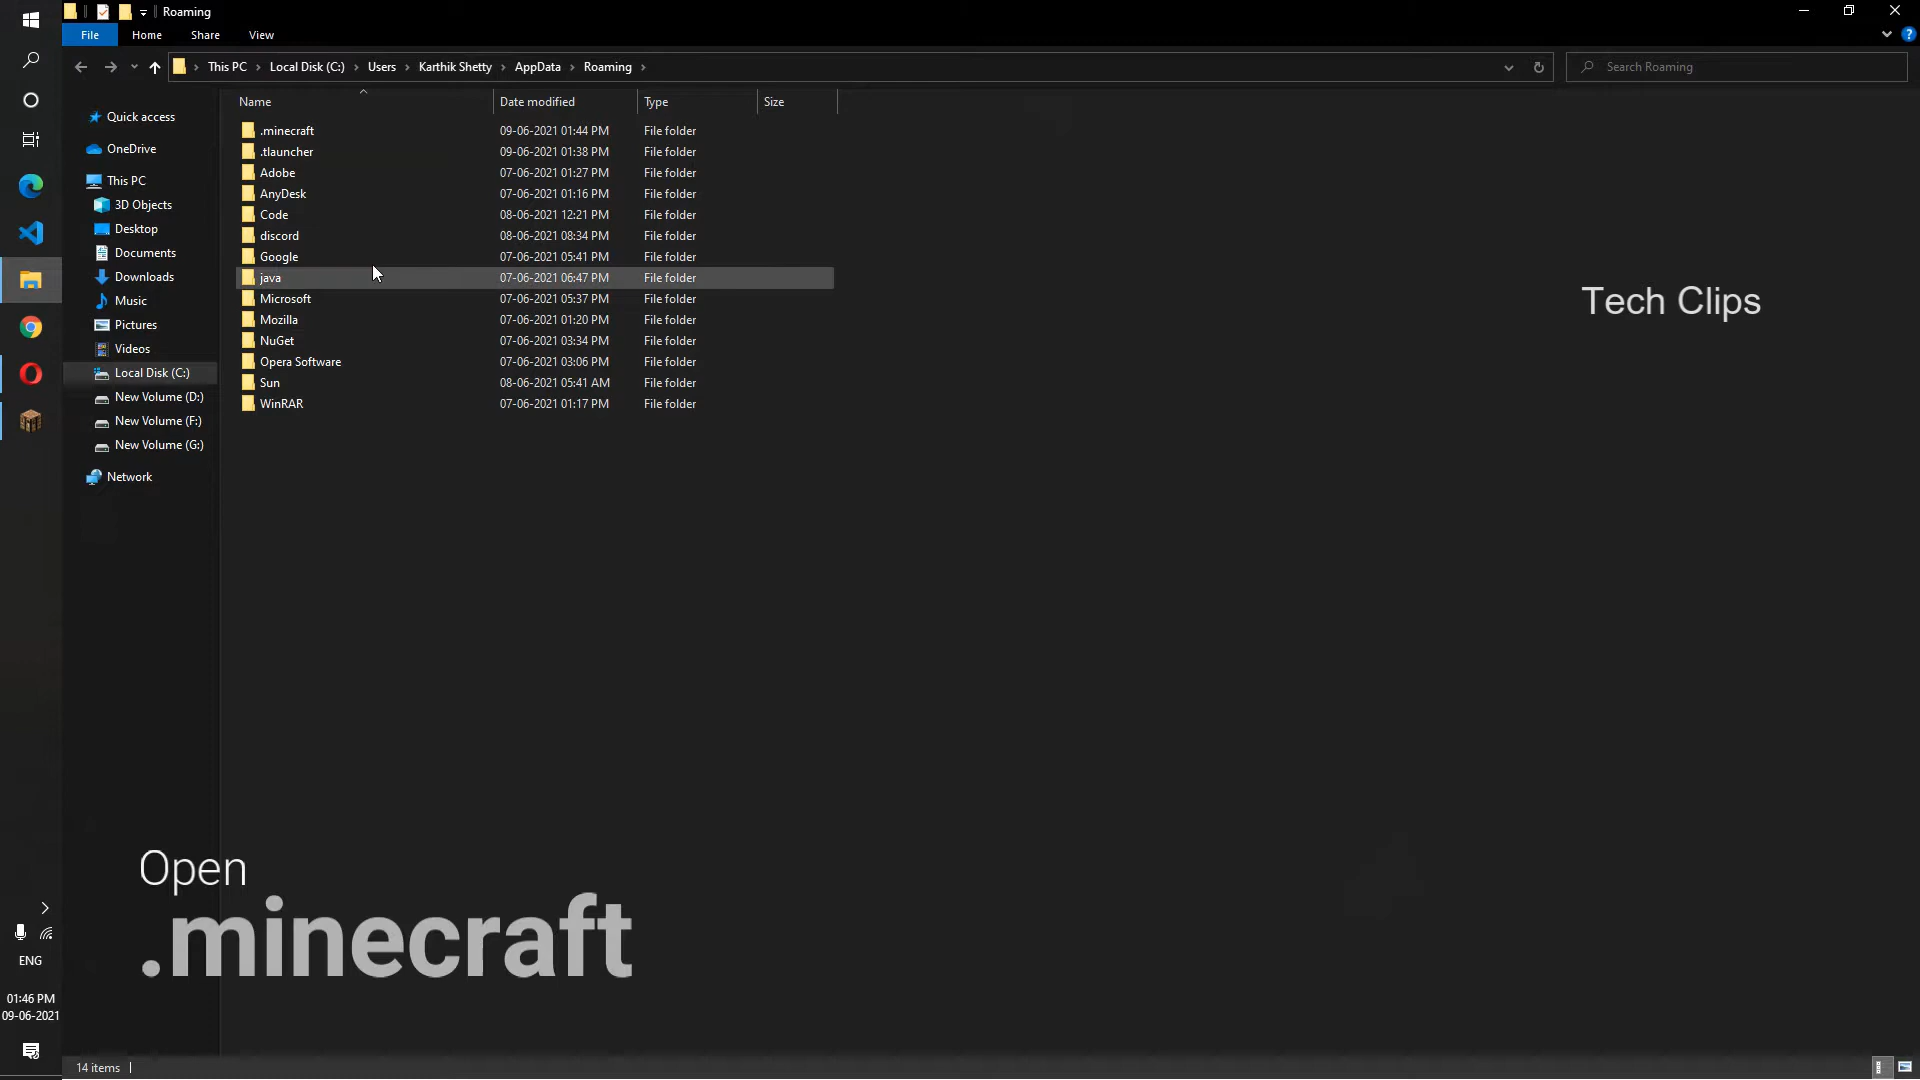 Roaming
File Home Share View
This PC Local Disk (C:) Users Karthik Shetty AppData Roaming
Search Roaming
Name Date modified Type Size
.minecraft 09-06-2021 01:44 PM File folder
.tlauncher 09-06-2021 01:38 PM File folder
Adobe 07-06-2021 01:27 PM File folder
AnyDesk 07-06-2021 01:16 PM File folder
Code 08-06-2021 12:21 PM File folder
discord 08-06-2021 08:34 PM File folder
Google 07-06-2021 05:41 PM File folder
java 07-06-2021 06:47 PM File folder
Microsoft 07-06-2021 05:37 PM File folder
Mozilla 07-06-2021 01:20 PM File folder
NuGet 07-06-2021 03:34 PM File folder
Opera Software 07-06-2021 03:06 PM File folder
Sun 08-06-2021 05:41 AM File folder
WinRAR 07-06-2021 01:17 PM File folder
Quick access
OneDrive
This PC
3D Objects
Desktop
Documents
Downloads
Music
Pictures
Videos
Local Disk (C:)
New Volume (D:)
New Volume (F:)
New Volume (G:)
Network
Tech Clips
Open
.minecraft
ENG
01:46 PM
09-06-2021
14 items